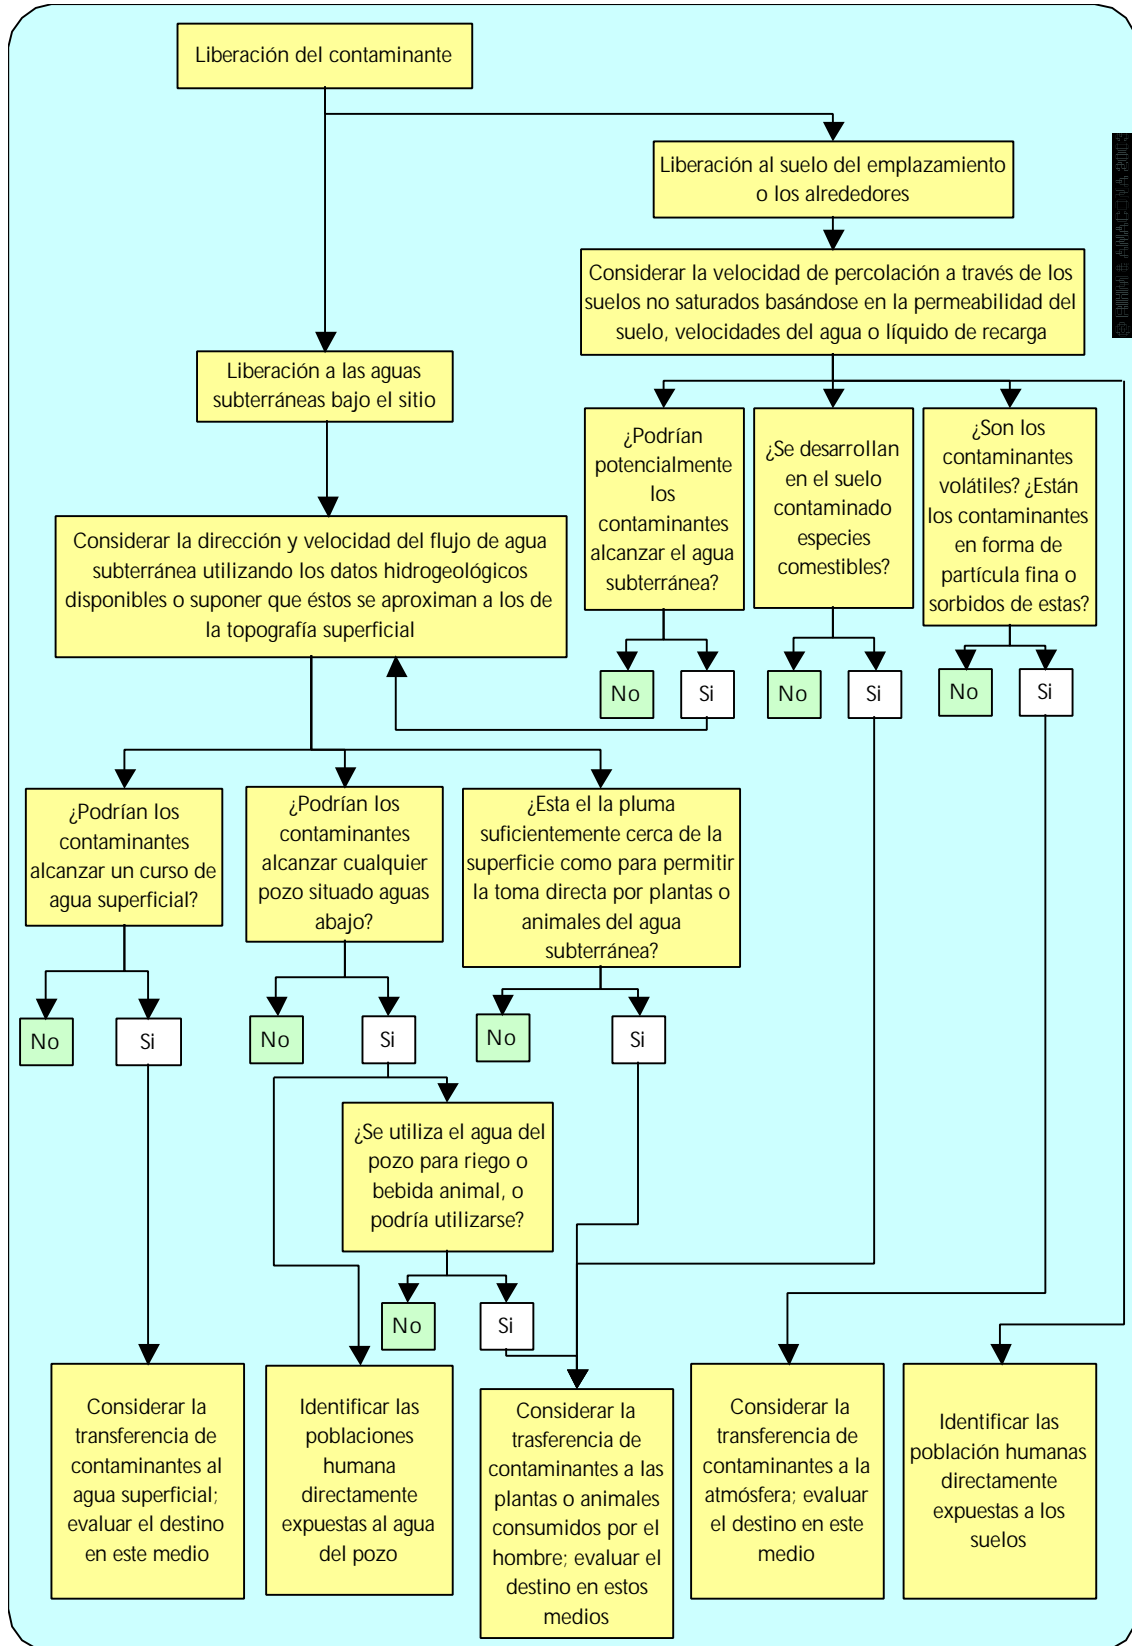 Liberación del contaminante
Liberación al suelo del emplazamiento
o los alrededores
Considerar la velocidad de percolación a través de los
suelos no saturados basándose en la permeabilidad del
suelo, velocidades del agua o líquido de recarga
Liberación a las aguas
subterráneas bajo el sitio
¿Podrían
potencialmente
los
contaminantes
alcanzar el agua
subterránea?
¿Se desarrollan
en el suelo
contaminado
especies
comestibles?
¿Son los
contaminantes
volátiles? ¿Están
los contaminantes
en forma de
partícula fina o
sorbidos de estas?
Considerar la dirección y velocidad del flujo de agua
subterránea utilizando los datos hidrogeológicos
disponibles o suponer que éstos se aproximan a los de
la topografía superficial
No
Si
No
Si
No
Si
¿Podrían los
contaminantes
alcanzar un curso de
agua superficial?
¿Podrían los
contaminantes
alcanzar cualquier
pozo situado aguas
abajo?
¿Esta el la pluma
suficientemente cerca de la
superficie como para permitir
la toma directa por plantas o
animales del agua
subterránea?
No
Si
No
Si
No
Si
¿Se utiliza el agua del
pozo para riego o
bebida animal, o
podría utilizarse?
No
Si
Considerar la
transferencia de
contaminantes al
agua superficial;
evaluar el destino
en este medio
Identificar las
poblaciones
humana
directamente
expuestas al agua
del pozo
Considerar la
trasferencia de
contaminantes a las
plantas o animales
consumidos por el
hombre; evaluar el
destino en estos
medios
Considerar la
transferencia de
contaminantes a la
atmósfera; evaluar
el destino en este
medio
Identificar las
población humanas
directamente
expuestas a los
suelos